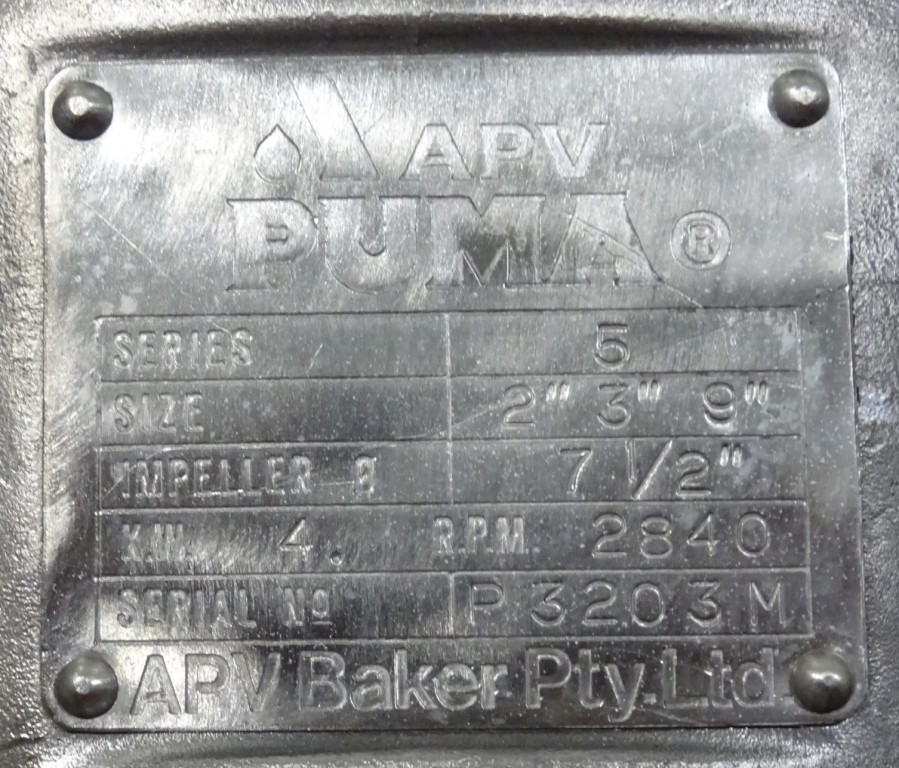 APV
PUMA ®
SERIES 5
SIZE 2" 3" 9"
IMPELLER Ø 7 1/2"
K.W. 4. R.P.M. 2840
SERIAL Nº P3203M
APV Baker Pty.Ltd.